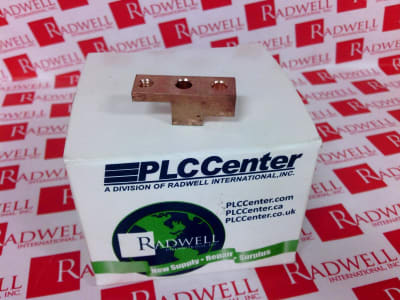 PLCCenter
A DIVISION OF RADWELL INTERNATIONAL, INC.
PLCCenter.com
PLCCenter.ca
PLCCenter.co.uk
RADWELL
New Supply • Repair • Surplus
RADWELL
INTERNATIONAL, INC.